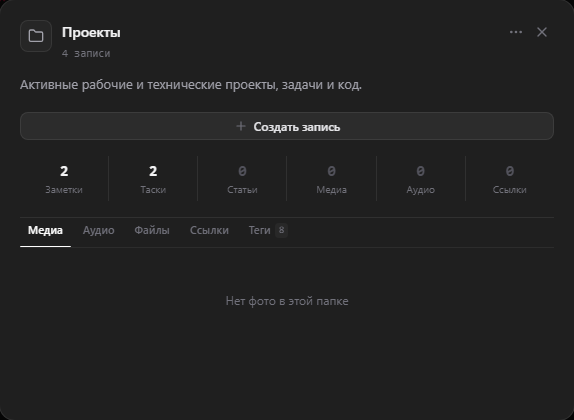 Проекты
4 записи
Активные рабочие и технические проекты, задачи и код.
+ Создать запись
2 2 0 0 0 0
Заметки Таски Статьи Медиа Аудио Ссылки
Медиа Аудио Файлы Ссылки Теги 8
Нет фото в этой папке